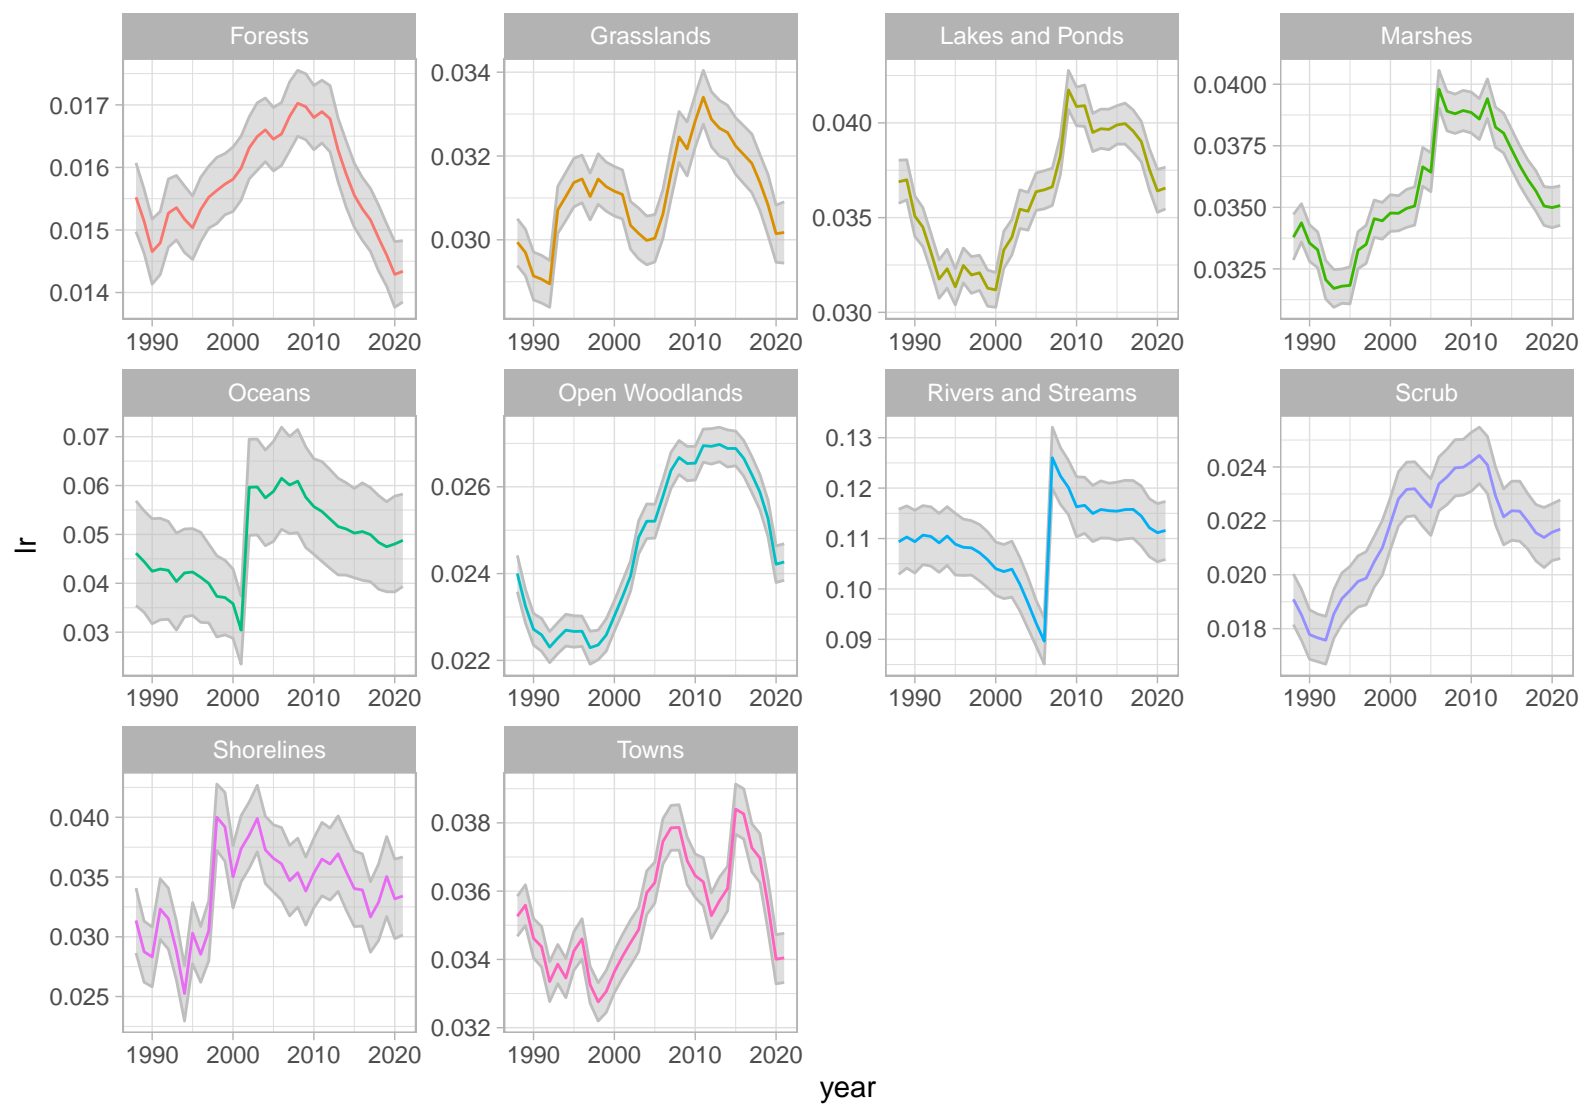 Forests Grasslands Lakes and Ponds Marshes
0.017 0.016 0.015 0.014
0.034 0.032 0.030
0.040 0.035 0.030
0.0400 0.0375 0.0350 0.0325
1990 2000 2010 2020 1990 2000 2010 2020 1990 2000 2010 2020 1990 2000 2010 2020
Oceans Open Woodlands Rivers and Streams Scrub
lr
0.07 0.06 0.05 0.04 0.03
0.026 0.024 0.022
0.13 0.12 0.11 0.10 0.09
0.024 0.022 0.020 0.018
1990 2000 2010 2020 1990 2000 2010 2020 1990 2000 2010 2020 1990 2000 2010 2020
Shorelines Towns
0.040 0.035 0.030 0.025
0.038 0.036 0.034 0.032
1990 2000 2010 2020 1990 2000 2010 2020
year